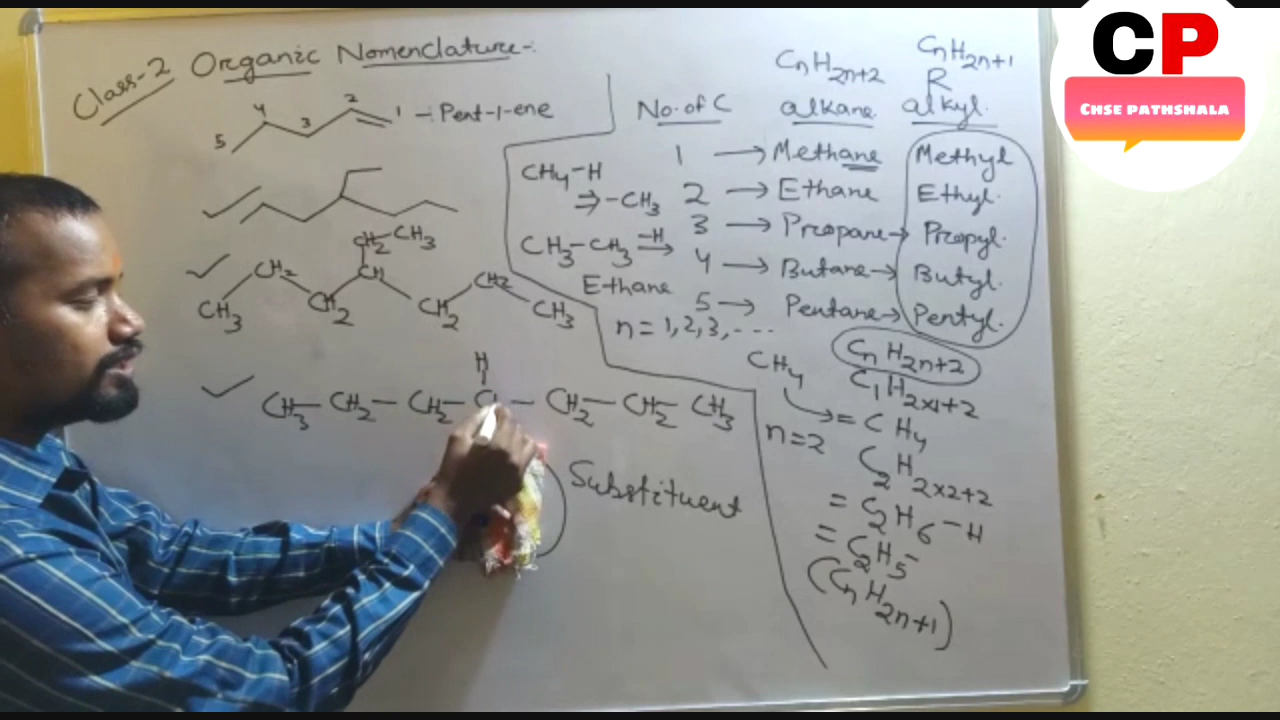 Class-2 Organic Nomenclature-:
5 4 3 2 1 -: Pent-1-ene
CH2-CH3
CH3 CH2 CH2 CH CH2 CH2 CH3
H
CH3-CH2-CH2-C-CH2-CH2-CH3
Substituent
CnH2n+2 CnH2n+1
R
No. of C alkane alkyl.
1 → Methane Methyl
2 → Ethane Ethyl.
3 → Propane → Propyl.
4 → Butane → Butyl.
5 → Pentane → Pentyl.
CH4-H
⇒ -CH3
CH3-CH3 -H ⇒
Ethane
n = 1, 2, 3, ---
CnH2n+2
CH4 C1H2×1+2
= CH4
n=2 C2H2×2+2
= C2H6-H
= C2H5-
(CnH2n+1)
CP
CHSE PATHSHALA